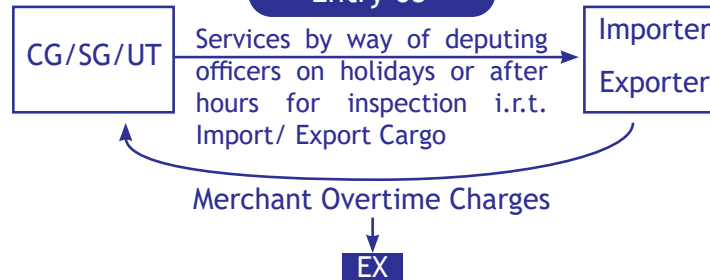 Entry
CG/SG/UT
Services by way of deputing
officers on holidays or after
hours for inspection i.r.t.
Import/ Export Cargo
Importer
Exporter
Merchant Overtime Charges
EX